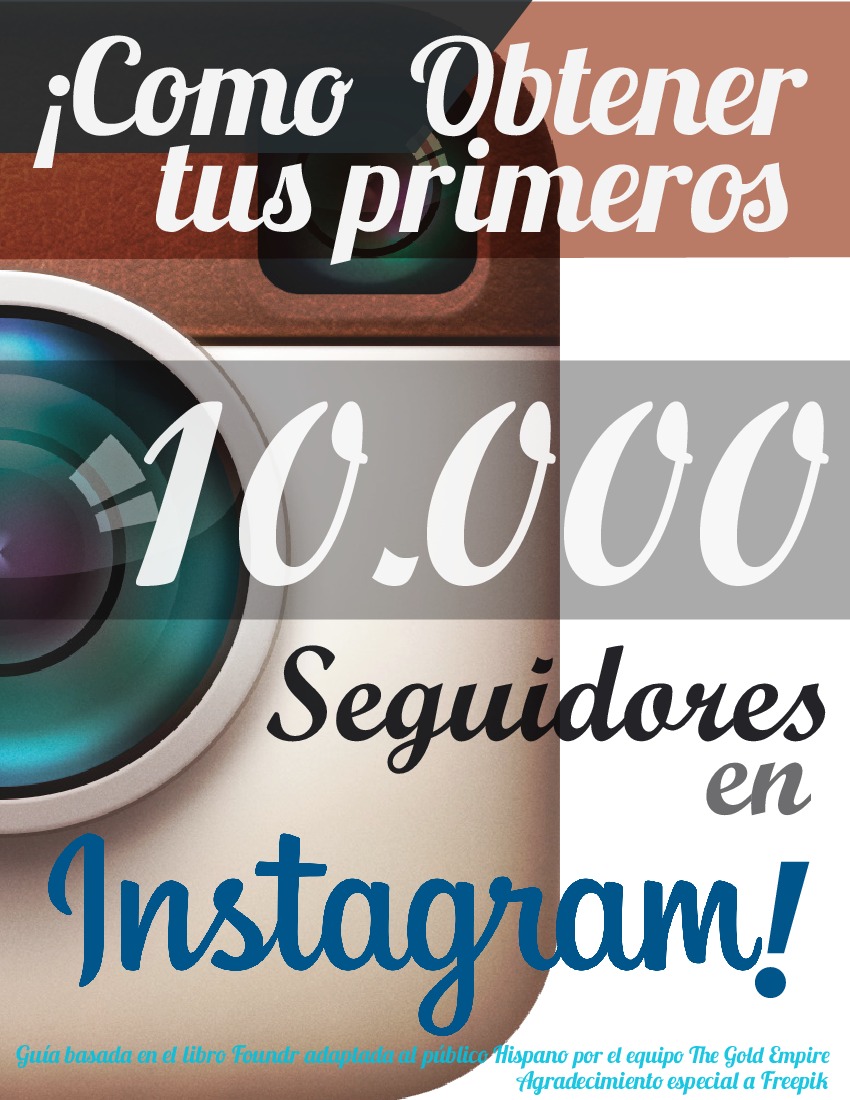 ¡Como Obtener
tus primeros
10.000
Seguidores
en
Instagram!
Guía basada en el libro Foundr adaptada al público Hispano por el equipo The Gold Empire
Agradecimiento especial a Freepik